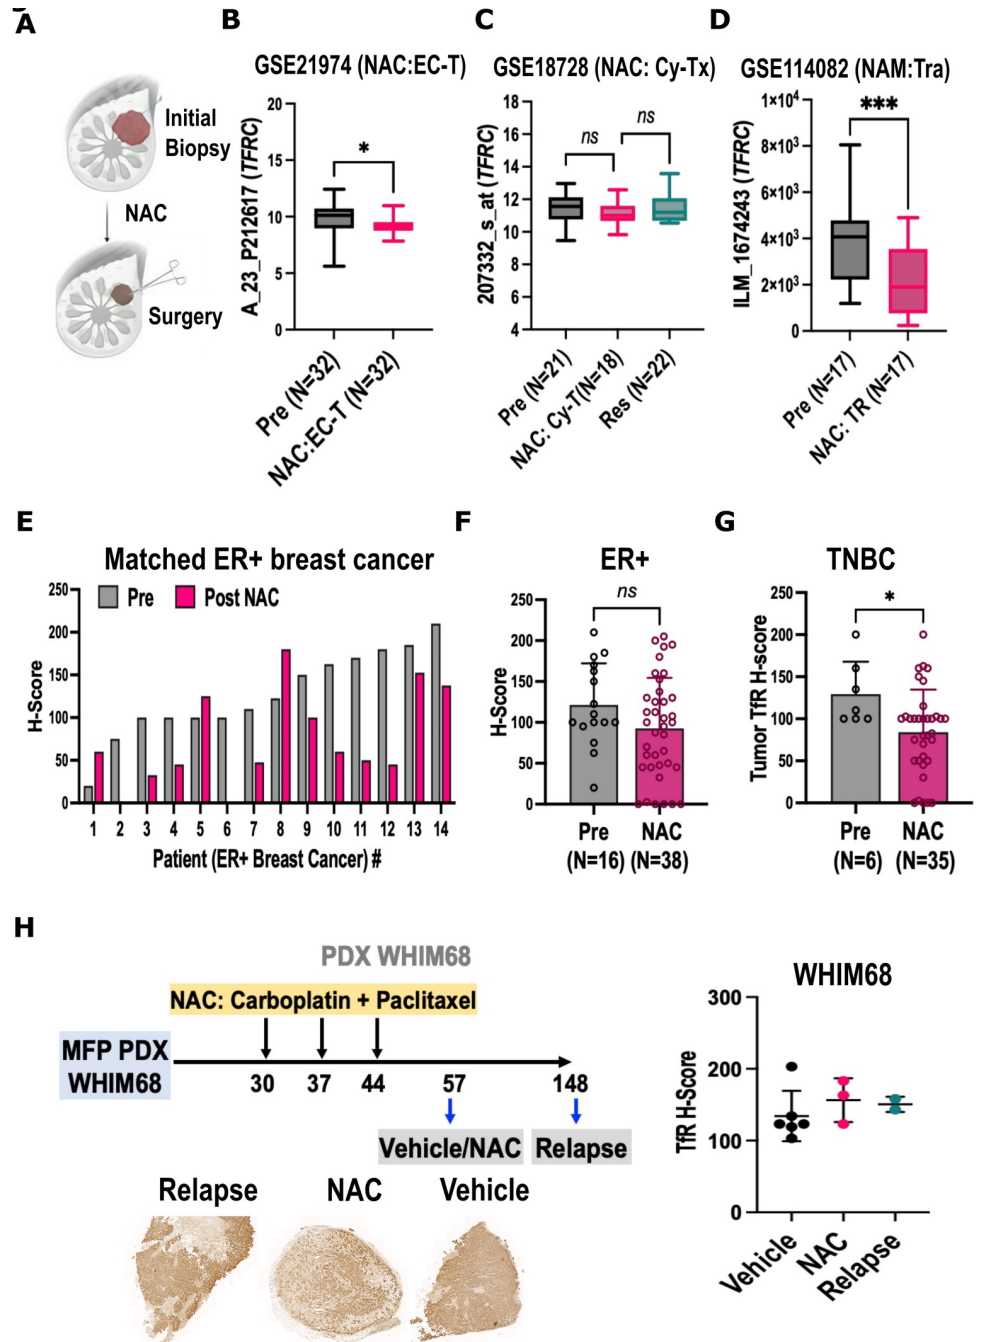 A
Initial
Biopsy
NAC
Surgery
B
GSE21974 (NAC:EC-T)
A_23_P212617 (TFRC)
20
15
10
5
0
*
Pre (N=32)
NAC:EC-T (N=32)
C
GSE18728 (NAC: Cy-Tx)
207332_s_at (TFRC)
18
16
14
12
10
8
6
4
ns
ns
Pre (N=21)
NAC: Cy-T(N=18)
Res (N=22)
D
GSE114082 (NAM:Tra)
ILM_1674243 (TFRC)
1×10⁴
8×10³
6×10³
4×10³
2×10³
0
***
Pre (N=17)
NAC: TR (N=17)
E
Matched ER+ breast cancer
Pre
Post NAC
H-Score
250
200
150
100
50
0
1 2 3 4 5 6 7 8 9 10 11 12 13 14
Patient (ER+ Breast Cancer) #
F
ER+
H-Score
250
200
150
100
50
0
ns
Pre NAC
(N=16) (N=38)
G
TNBC
Tumor TfR H-score
200
150
100
50
0
*
Pre NAC
(N=6) (N=35)
H
PDX WHIM68
NAC: Carboplatin + Paclitaxel
MFP PDX
WHIM68
30 37 44 57 148
Vehicle/NAC
Relapse
Relapse NAC Vehicle
WHIM68
TfR H-Score
300
200
100
0
Vehicle
NAC
Relapse